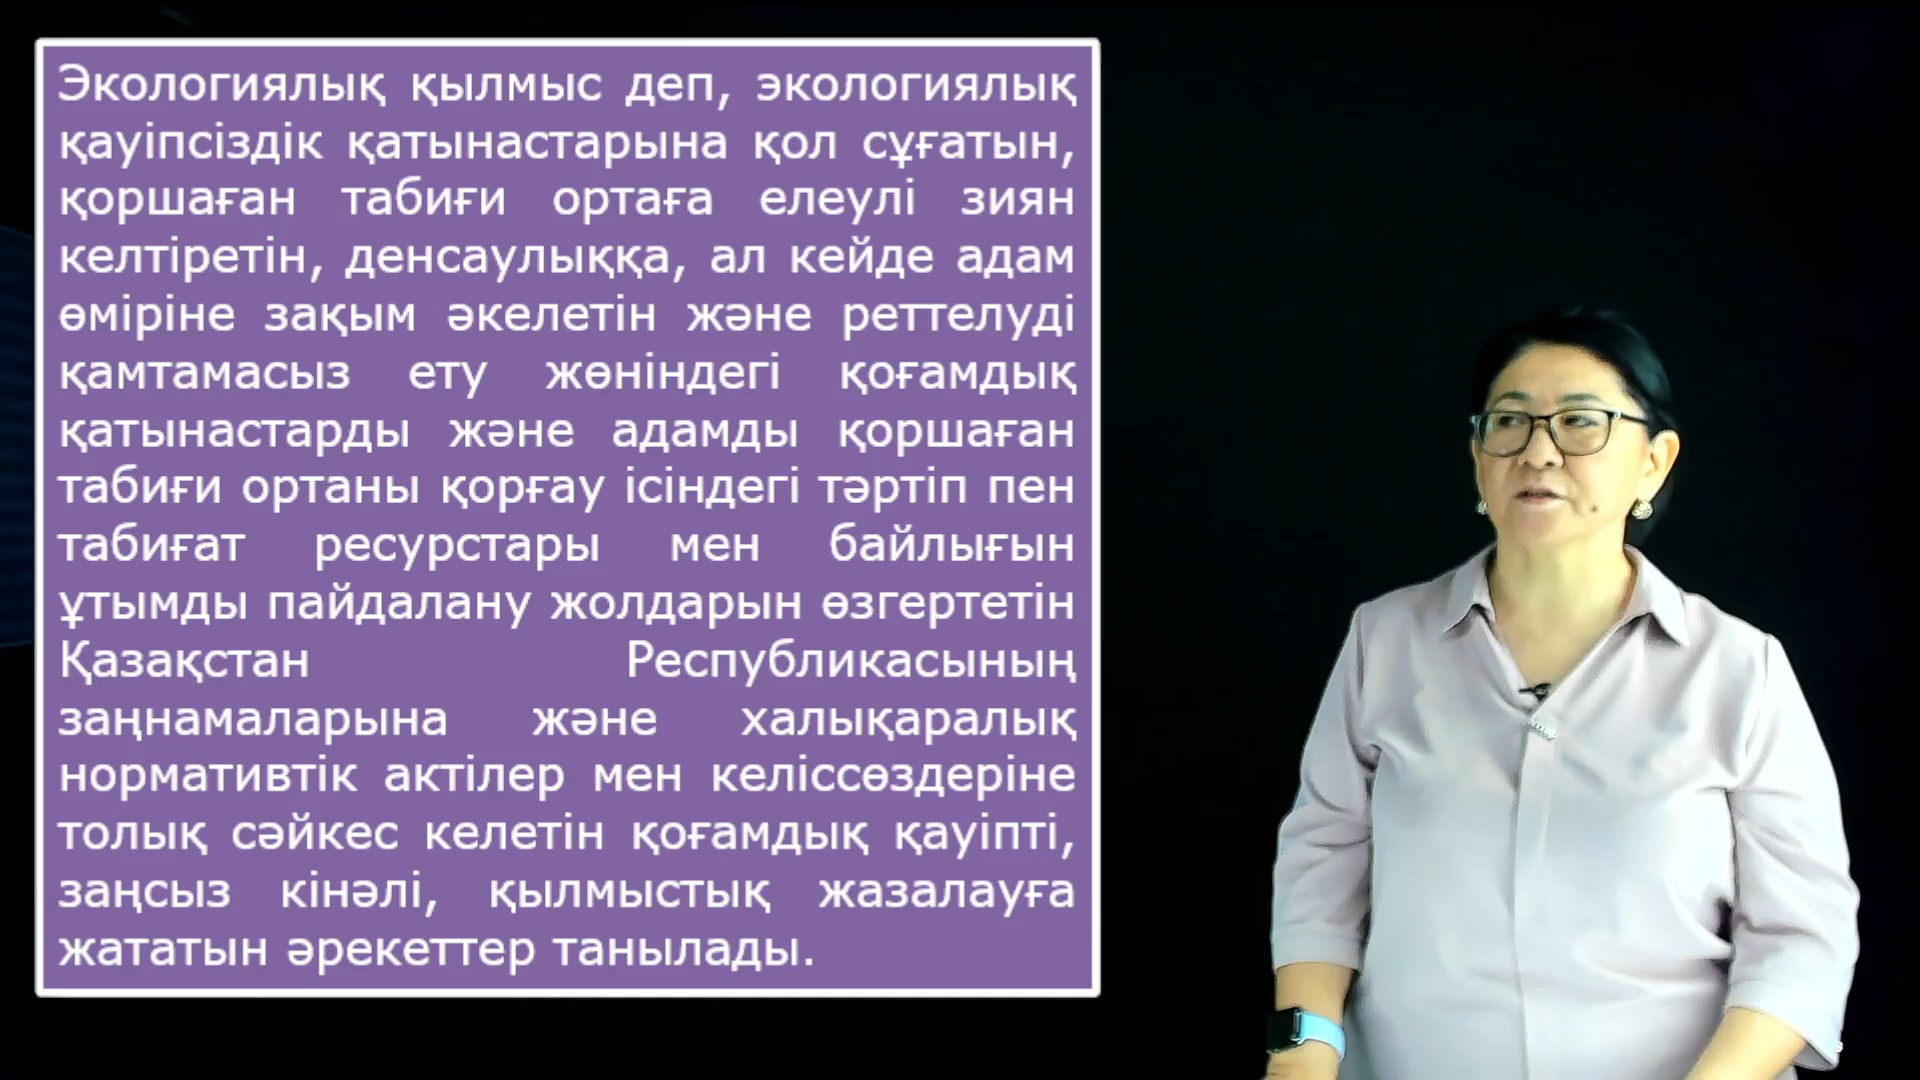 Экологиялық қылмыс деп, экологиялық
қауіпсіздік қатынастарына қол сұғатын,
қоршаған табиғи ортаға елеулі зиян
келтіретін, денсаулыққа, ал кейде адам
өміріне зақым әкелетін және реттелуді
қамтамасыз ету жөніндегі қоғамдық
қатынастарды және адамды қоршаған
табиғи ортаны қорғау ісіндегі тәртіп пен
табиғат ресурстары мен байлығын
ұтымды пайдалану жолдарын өзгертетін
Қазақстан Республикасының
заңнамаларына және халықаралық
нормативтік актілер мен келіссөздеріне
толық сәйкес келетін қоғамдық қауіпті,
заңсыз кінәлі, қылмыстық жазалауға
жататын әрекеттер танылады.